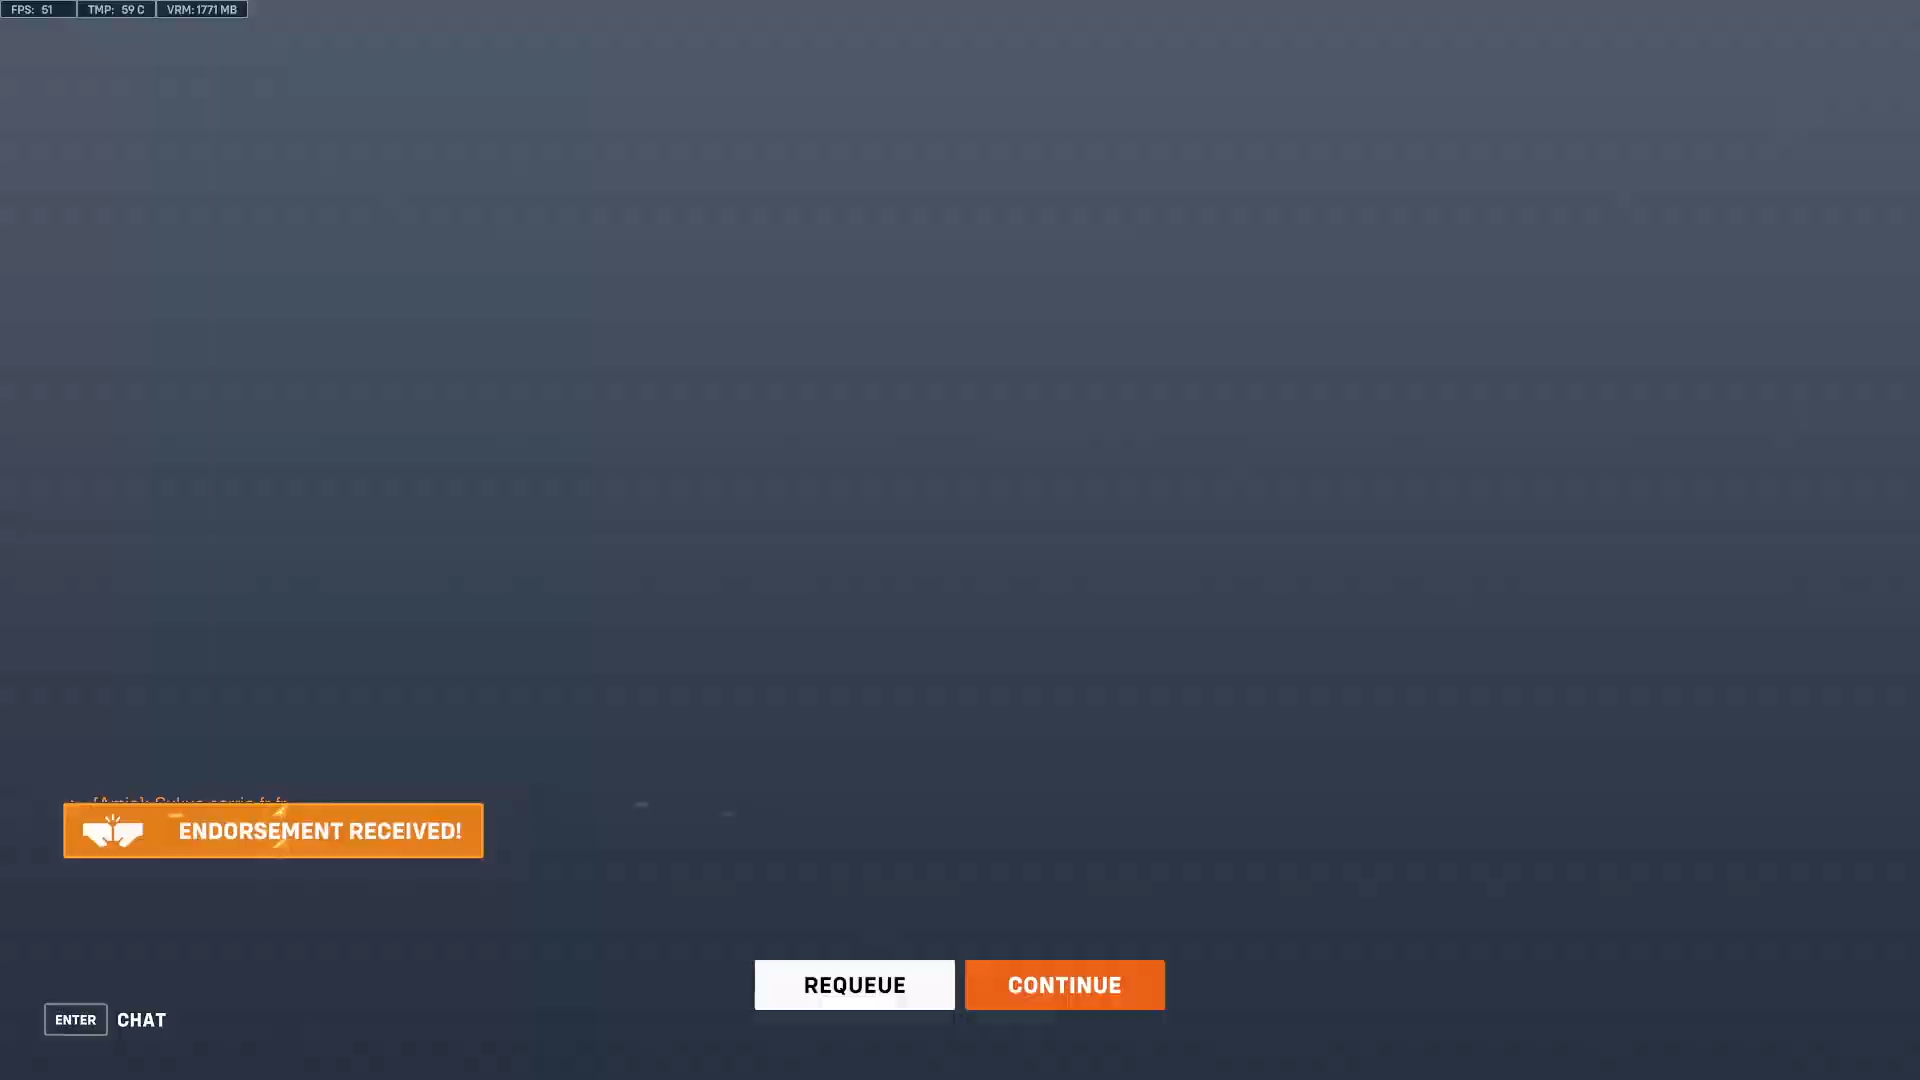 FPS: 51 TMP: 59 C VRM: 1771 MB
ENDORSEMENT RECEIVED!
REQUEUE CONTINUE
ENTER CHAT